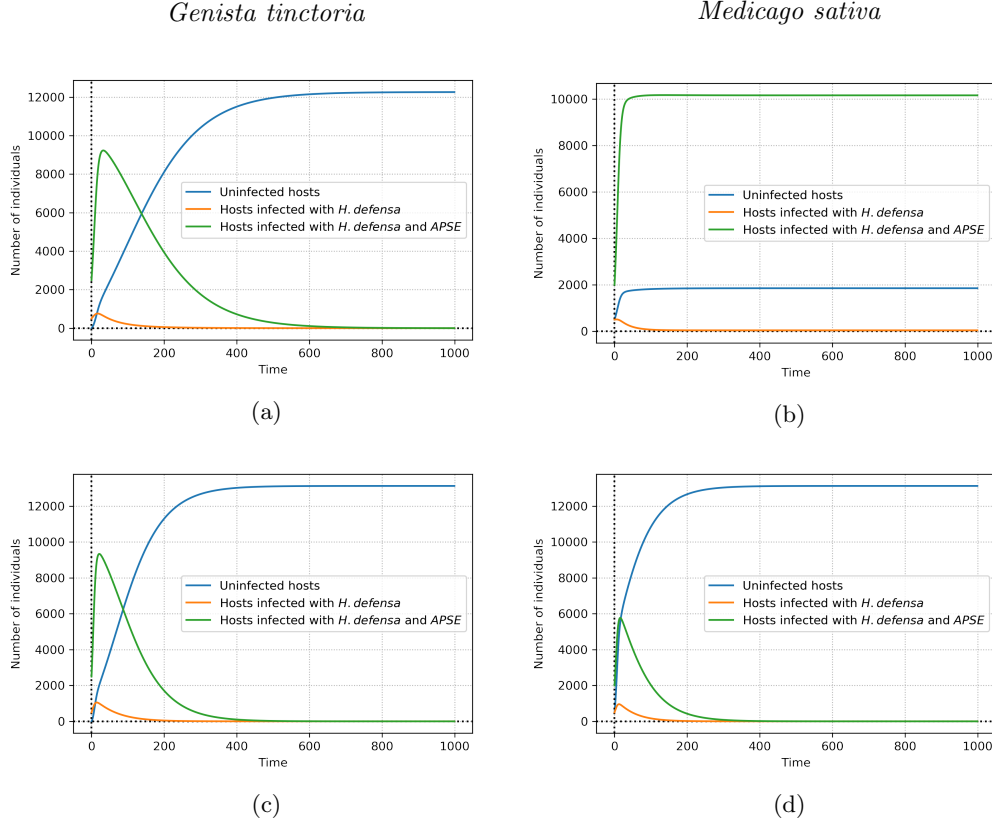 Genista tinctoria
Medicago sativa
Number of individuals
12000
10000
8000
6000
4000
2000
0
Uninfected hosts
Hosts infected with H. defensa
Hosts infected with H. defensa and APSE
0 200 400 600 800 1000
Time
(a)
Number of individuals
10000
8000
6000
4000
2000
0
Uninfected hosts
Hosts infected with H. defensa
Hosts infected with H. defensa and APSE
0 200 400 600 800 1000
Time
(b)
Number of individuals
12000
10000
8000
6000
4000
2000
0
Uninfected hosts
Hosts infected with H. defensa
Hosts infected with H. defensa and APSE
0 200 400 600 800 1000
Time
(c)
Number of individuals
12000
10000
8000
6000
4000
2000
0
Uninfected hosts
Hosts infected with H. defensa
Hosts infected with H. defensa and APSE
0 200 400 600 800 1000
Time
(d)